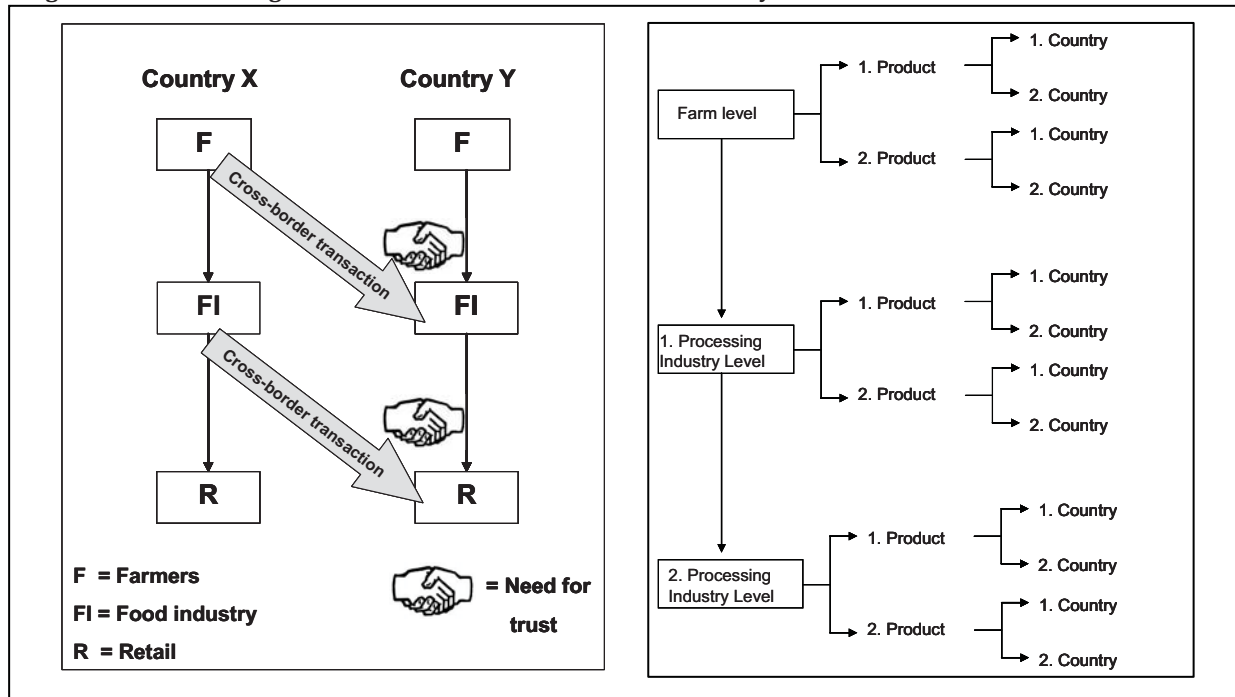 Country X
Country Y
F
F
Cross-border transaction
FI
FI
Cross-border transaction
R
R
F = Farmers
FI = Food industry
R = Retail
= Need for
trust
Farm level
1. Product
1. Country
2. Country
2. Product
1. Country
2. Country
1. Processing
Industry Level
1. Product
1. Country
2. Country
2. Product
1. Country
2. Country
2. Processing
Industry Level
1. Product
1. Country
2. Country
2. Product
1. Country
2. Country